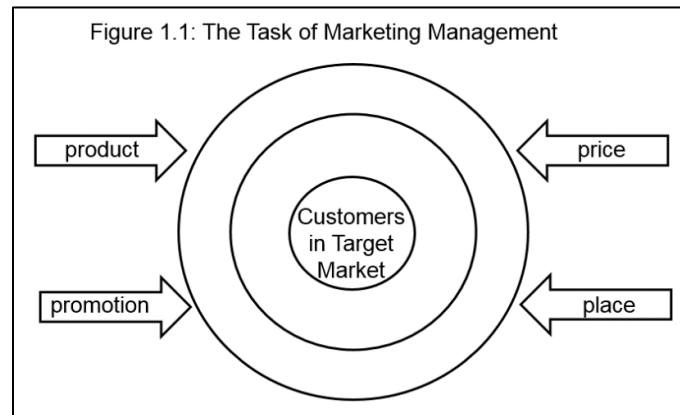 Figure 1.1: The Task of Marketing Management
product
price
Customers
in Target
Market
promotion
place